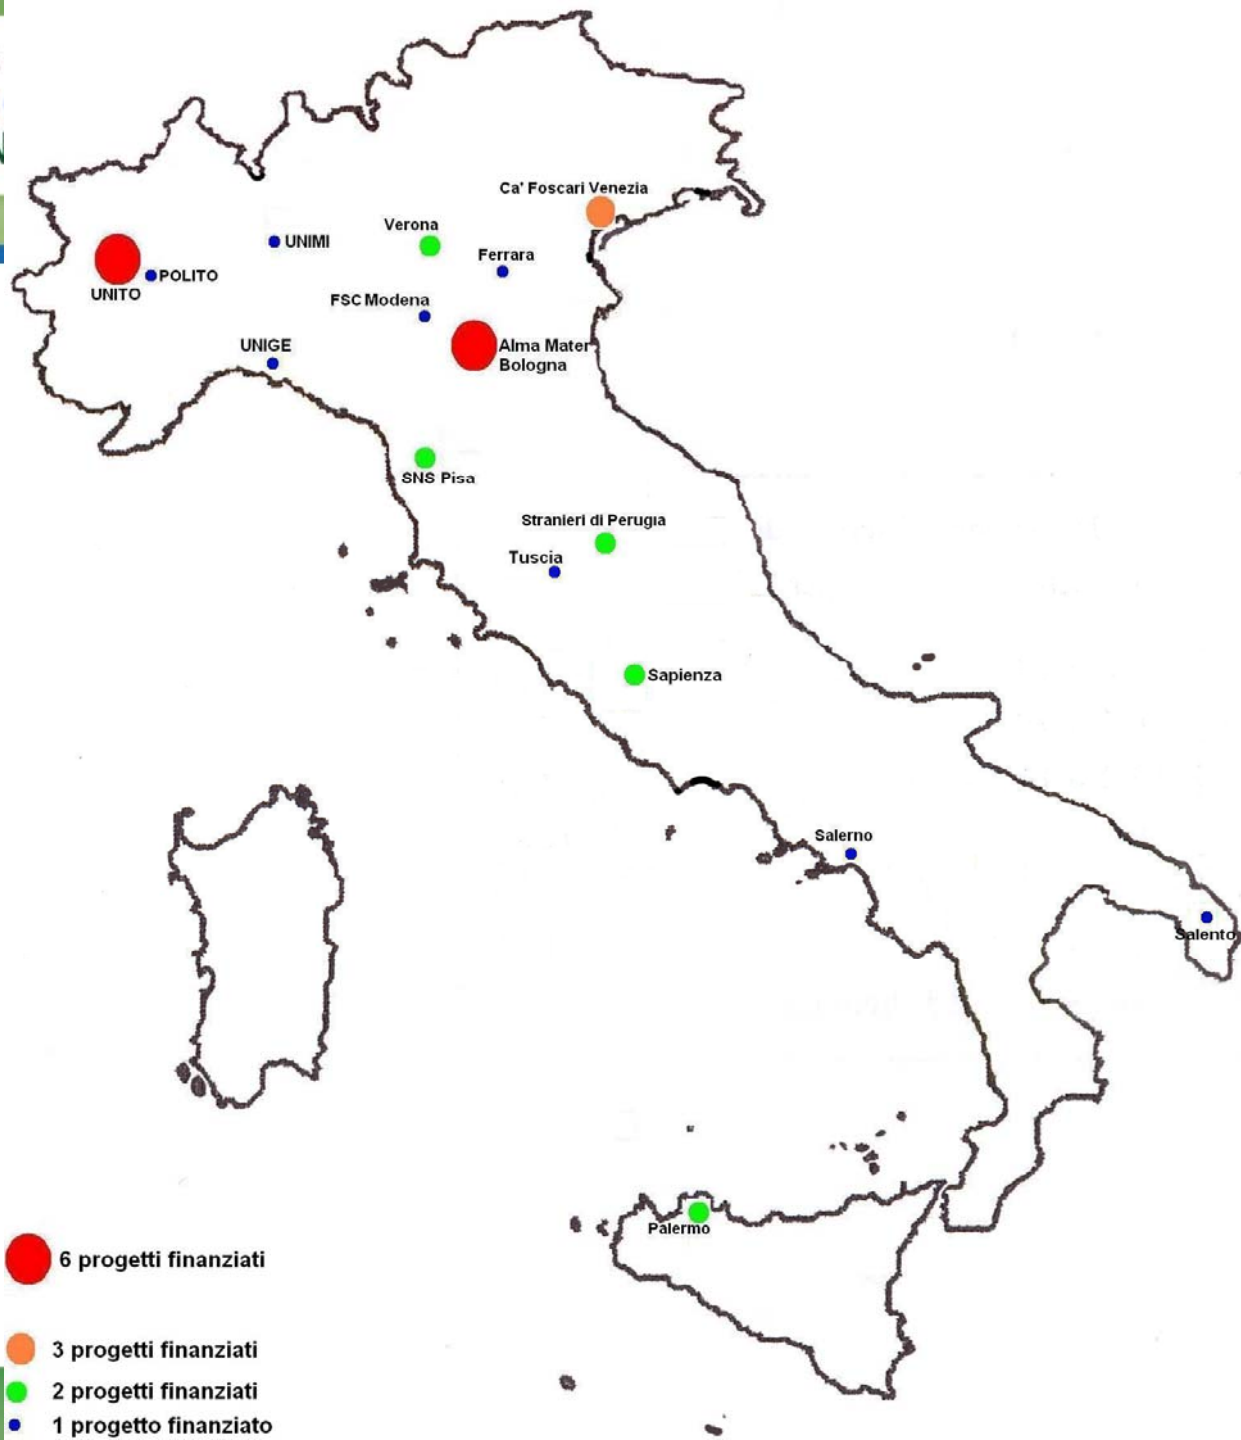 Ca' Foscari Venezia
Verona
UNIMI
Ferrara
POLITO
UNITO
FSC Modena
UNIGE
Alma Mater
Bologna
SNS Pisa
Stranieri di Perugia
Tuscia
Sapienza
Salerno
Salento
Palermo
6 progetti finanziati
3 progetti finanziati
2 progetti finanziati
1 progetto finanziato